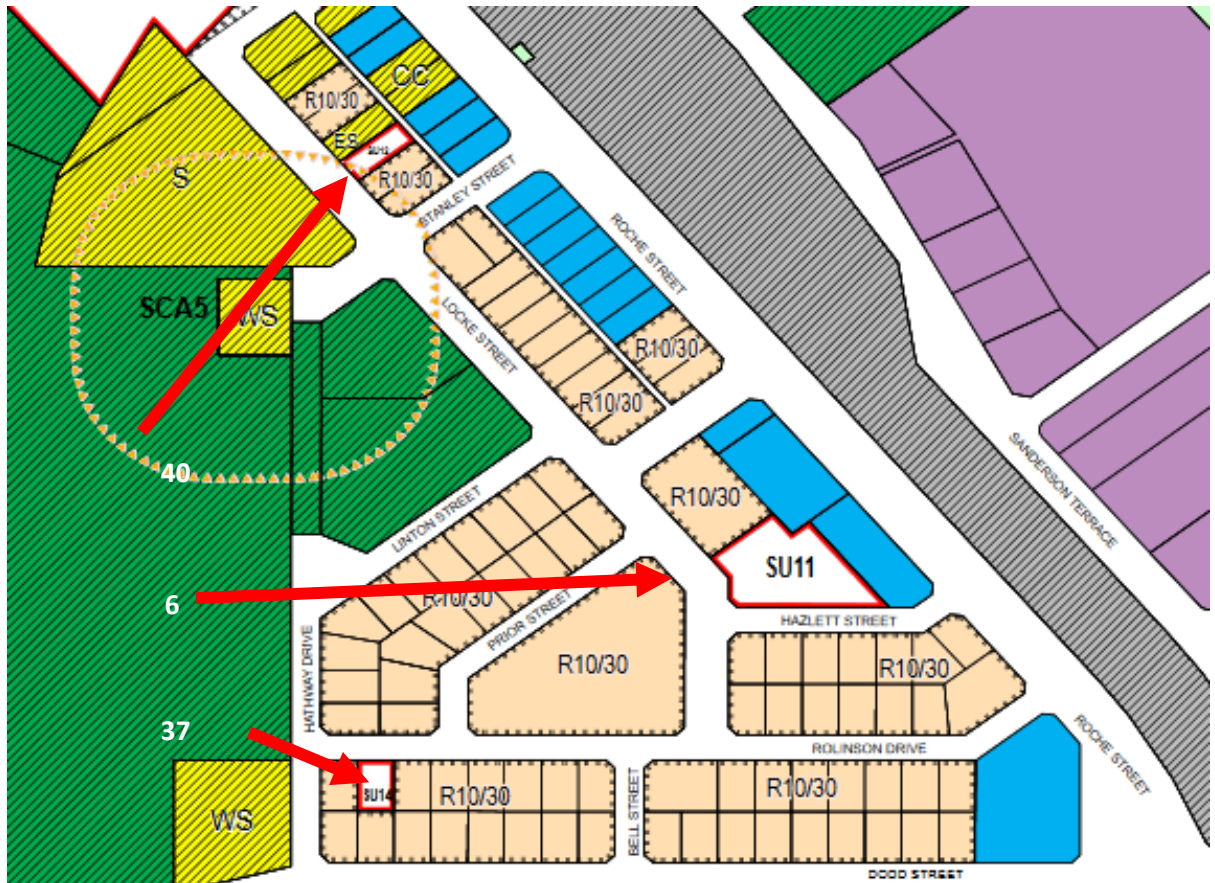 CC
R10/30
ES
SU12
R10/30
S
STANLEY STREET
ROCHE STREET
SCA5
WS
LOCKE STREET
R10/30
R10/30
SANDERSON TERRACE
40
LINTON STREET
R10/30
SU11
R10/30
6
PRIOR STREET
HAZLETT STREET
HATHWAY DRIVE
R10/30
R10/30
37
ROLINSON DRIVE
ROCHE STREET
SU14
R10/30
BELL STREET
R10/30
WS
DODD STREET